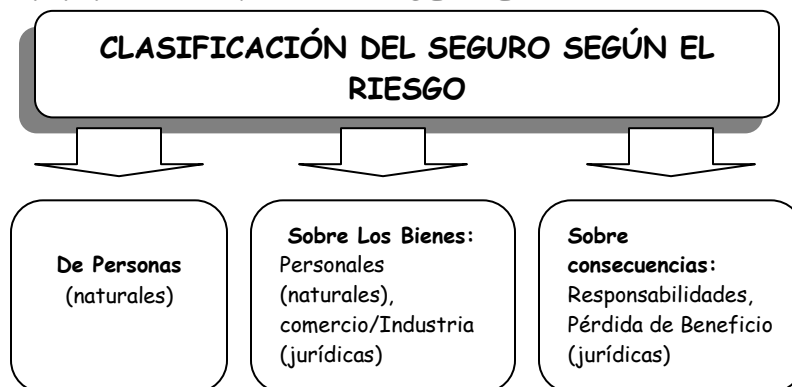 CLASIFICACIÓN DEL SEGURO SEGÚN EL
RIESGO
De Personas
(naturales)
Sobre Los Bienes:
Personales
(naturales),
comercio/Industria
(jurídicas)
Sobre
consecuencias:
Responsabilidades,
Pérdida de Beneficio
(jurídicas)